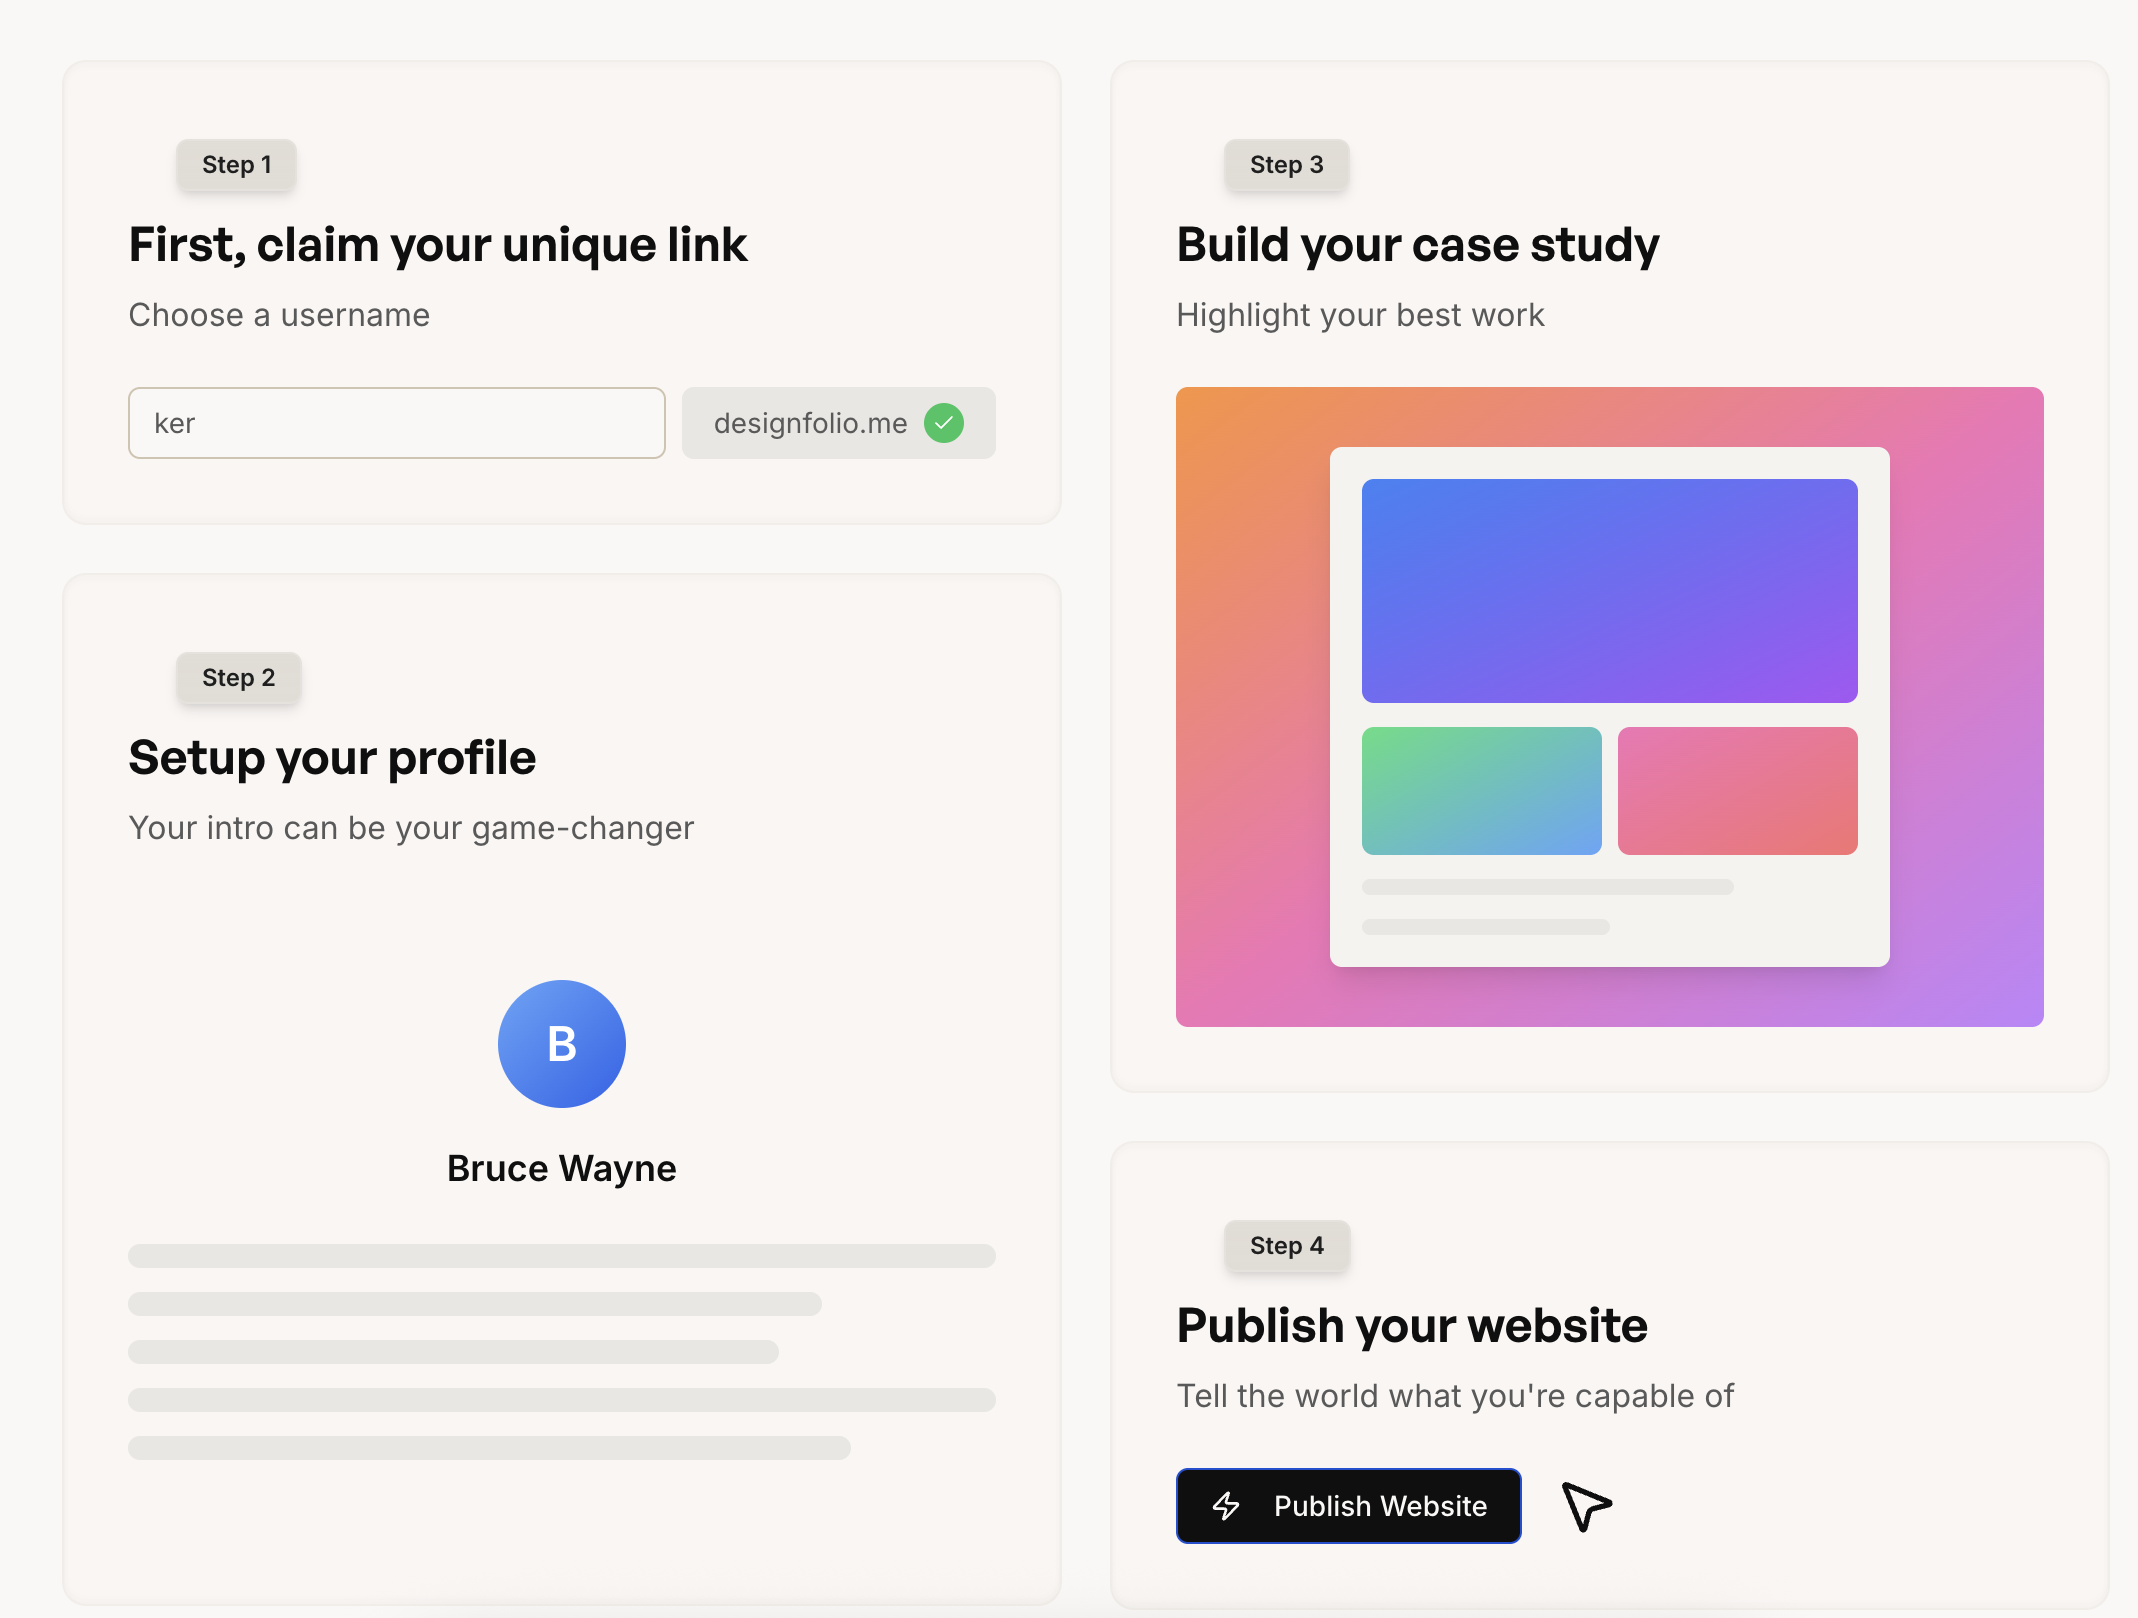 Step 1
First, claim your unique link
Choose a username
ker
designfolio.me
Step 2
Setup your profile
Your intro can be your game-changer
B
Bruce Wayne
Step 3
Build your case study
Highlight your best work
Step 4
Publish your website
Tell the world what you're capable of
Publish Website